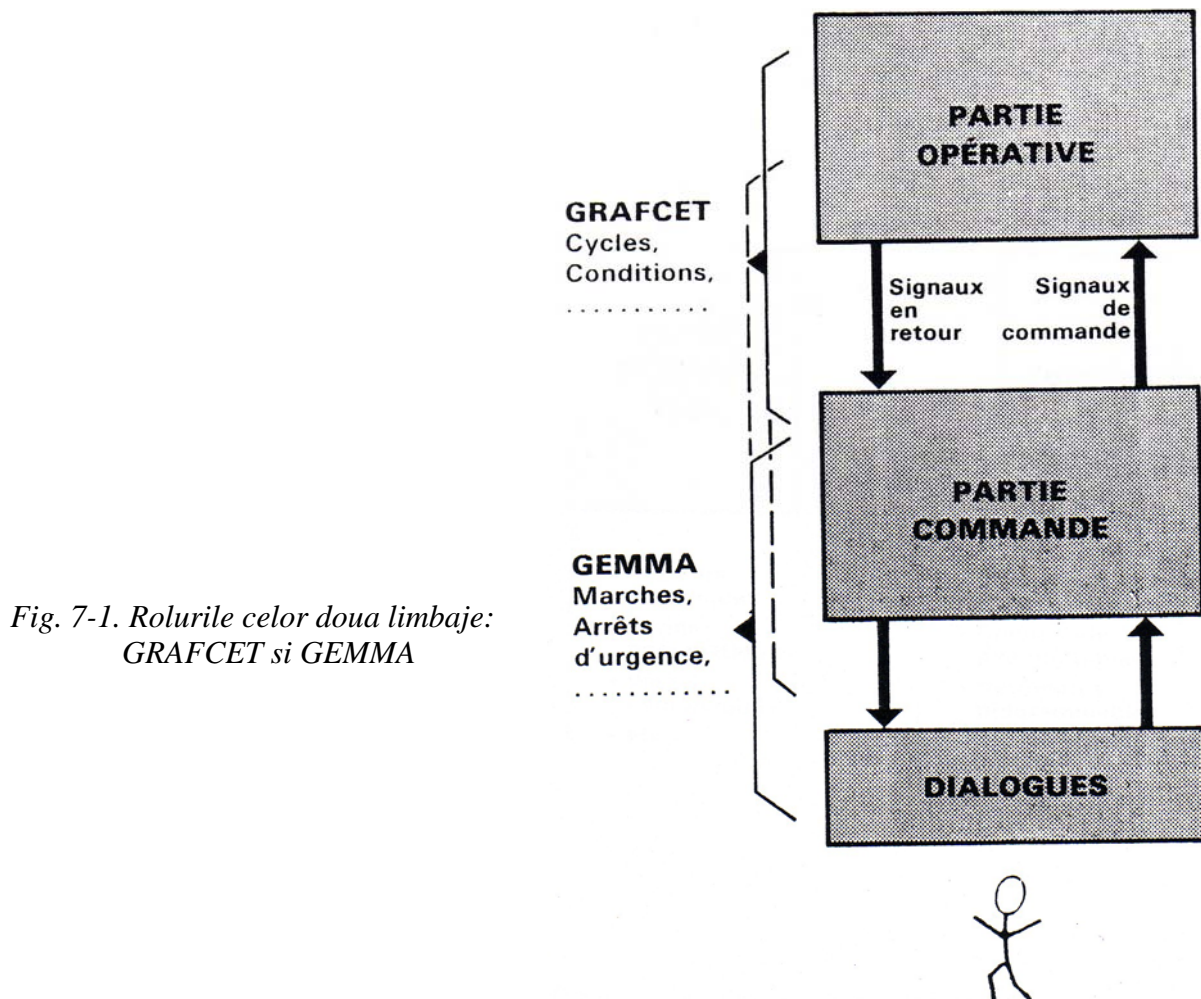 PARTIE
OPÉRATIVE
GRAFCET
Cycles,
Conditions,
...........
Signaux
en
retour
Signaux
de
commande
PARTIE
COMMANDE
GEMMA
Marches,
Arrêts
d'urgence,
............
Fig. 7-1. Rolurile celor doua limbaje:
GRAFCET si GEMMA
DIALOGUES